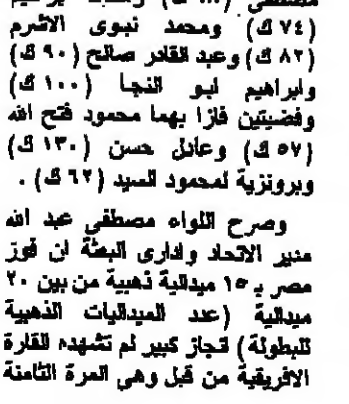 (٧٤ ك) ومحمد نبوى الاشرم
(٨٢ ك) وعبد القادر صالح (٩٠ ك)
وابراهيم ابو النجا (١٠٠ ك)
وفضيتين فازا بهما محمود فتح الله
(٥٧ ك) وعادل حسن (١٣٠ ك)
وبرونزية لمحمود السيد (٦٢ ك) .
وصرح اللواء مصطفى عبد الله
مدير الاتحاد وادارى البعثة ان فوز
مصر بـ ١٥ ميدالية ذهبية من بين ٢٠
ميدالية (عدد الميداليات الذهبية
للبطولة) انجاز كبير لم تشهده القارة
الافريقية من قبل وهى المرة الثامنة